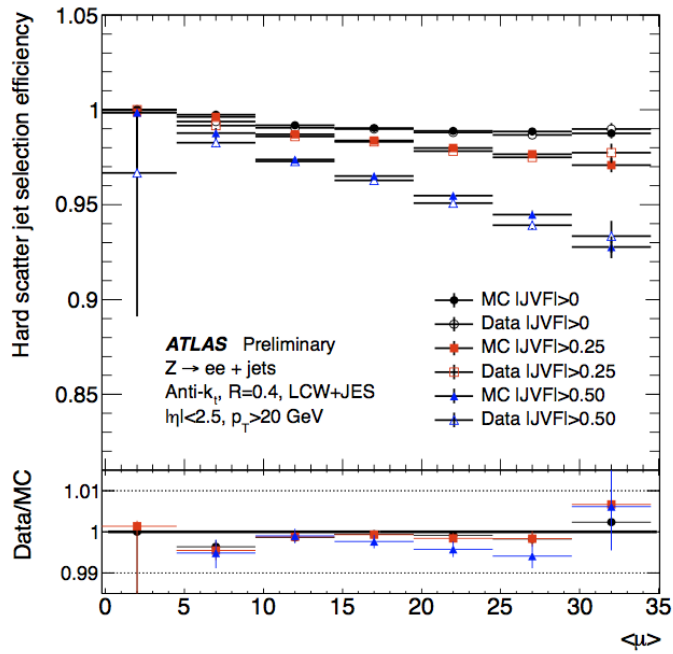 Hard scatter jet selection efficiency
1.05
1
0.95
0.9
0.85
ATLAS Preliminary
Z → ee + jets
Anti-kt, R=0.4, LCW+JES
|η|<2.5, pT>20 GeV
MC |JVF|>0
Data |JVF|>0
MC |JVF|>0.25
Data |JVF|>0.25
MC |JVF|>0.50
Data |JVF|>0.50
Data/MC
1.01
1
0.99
0 5 10 15 20 25 30 35
<μ>